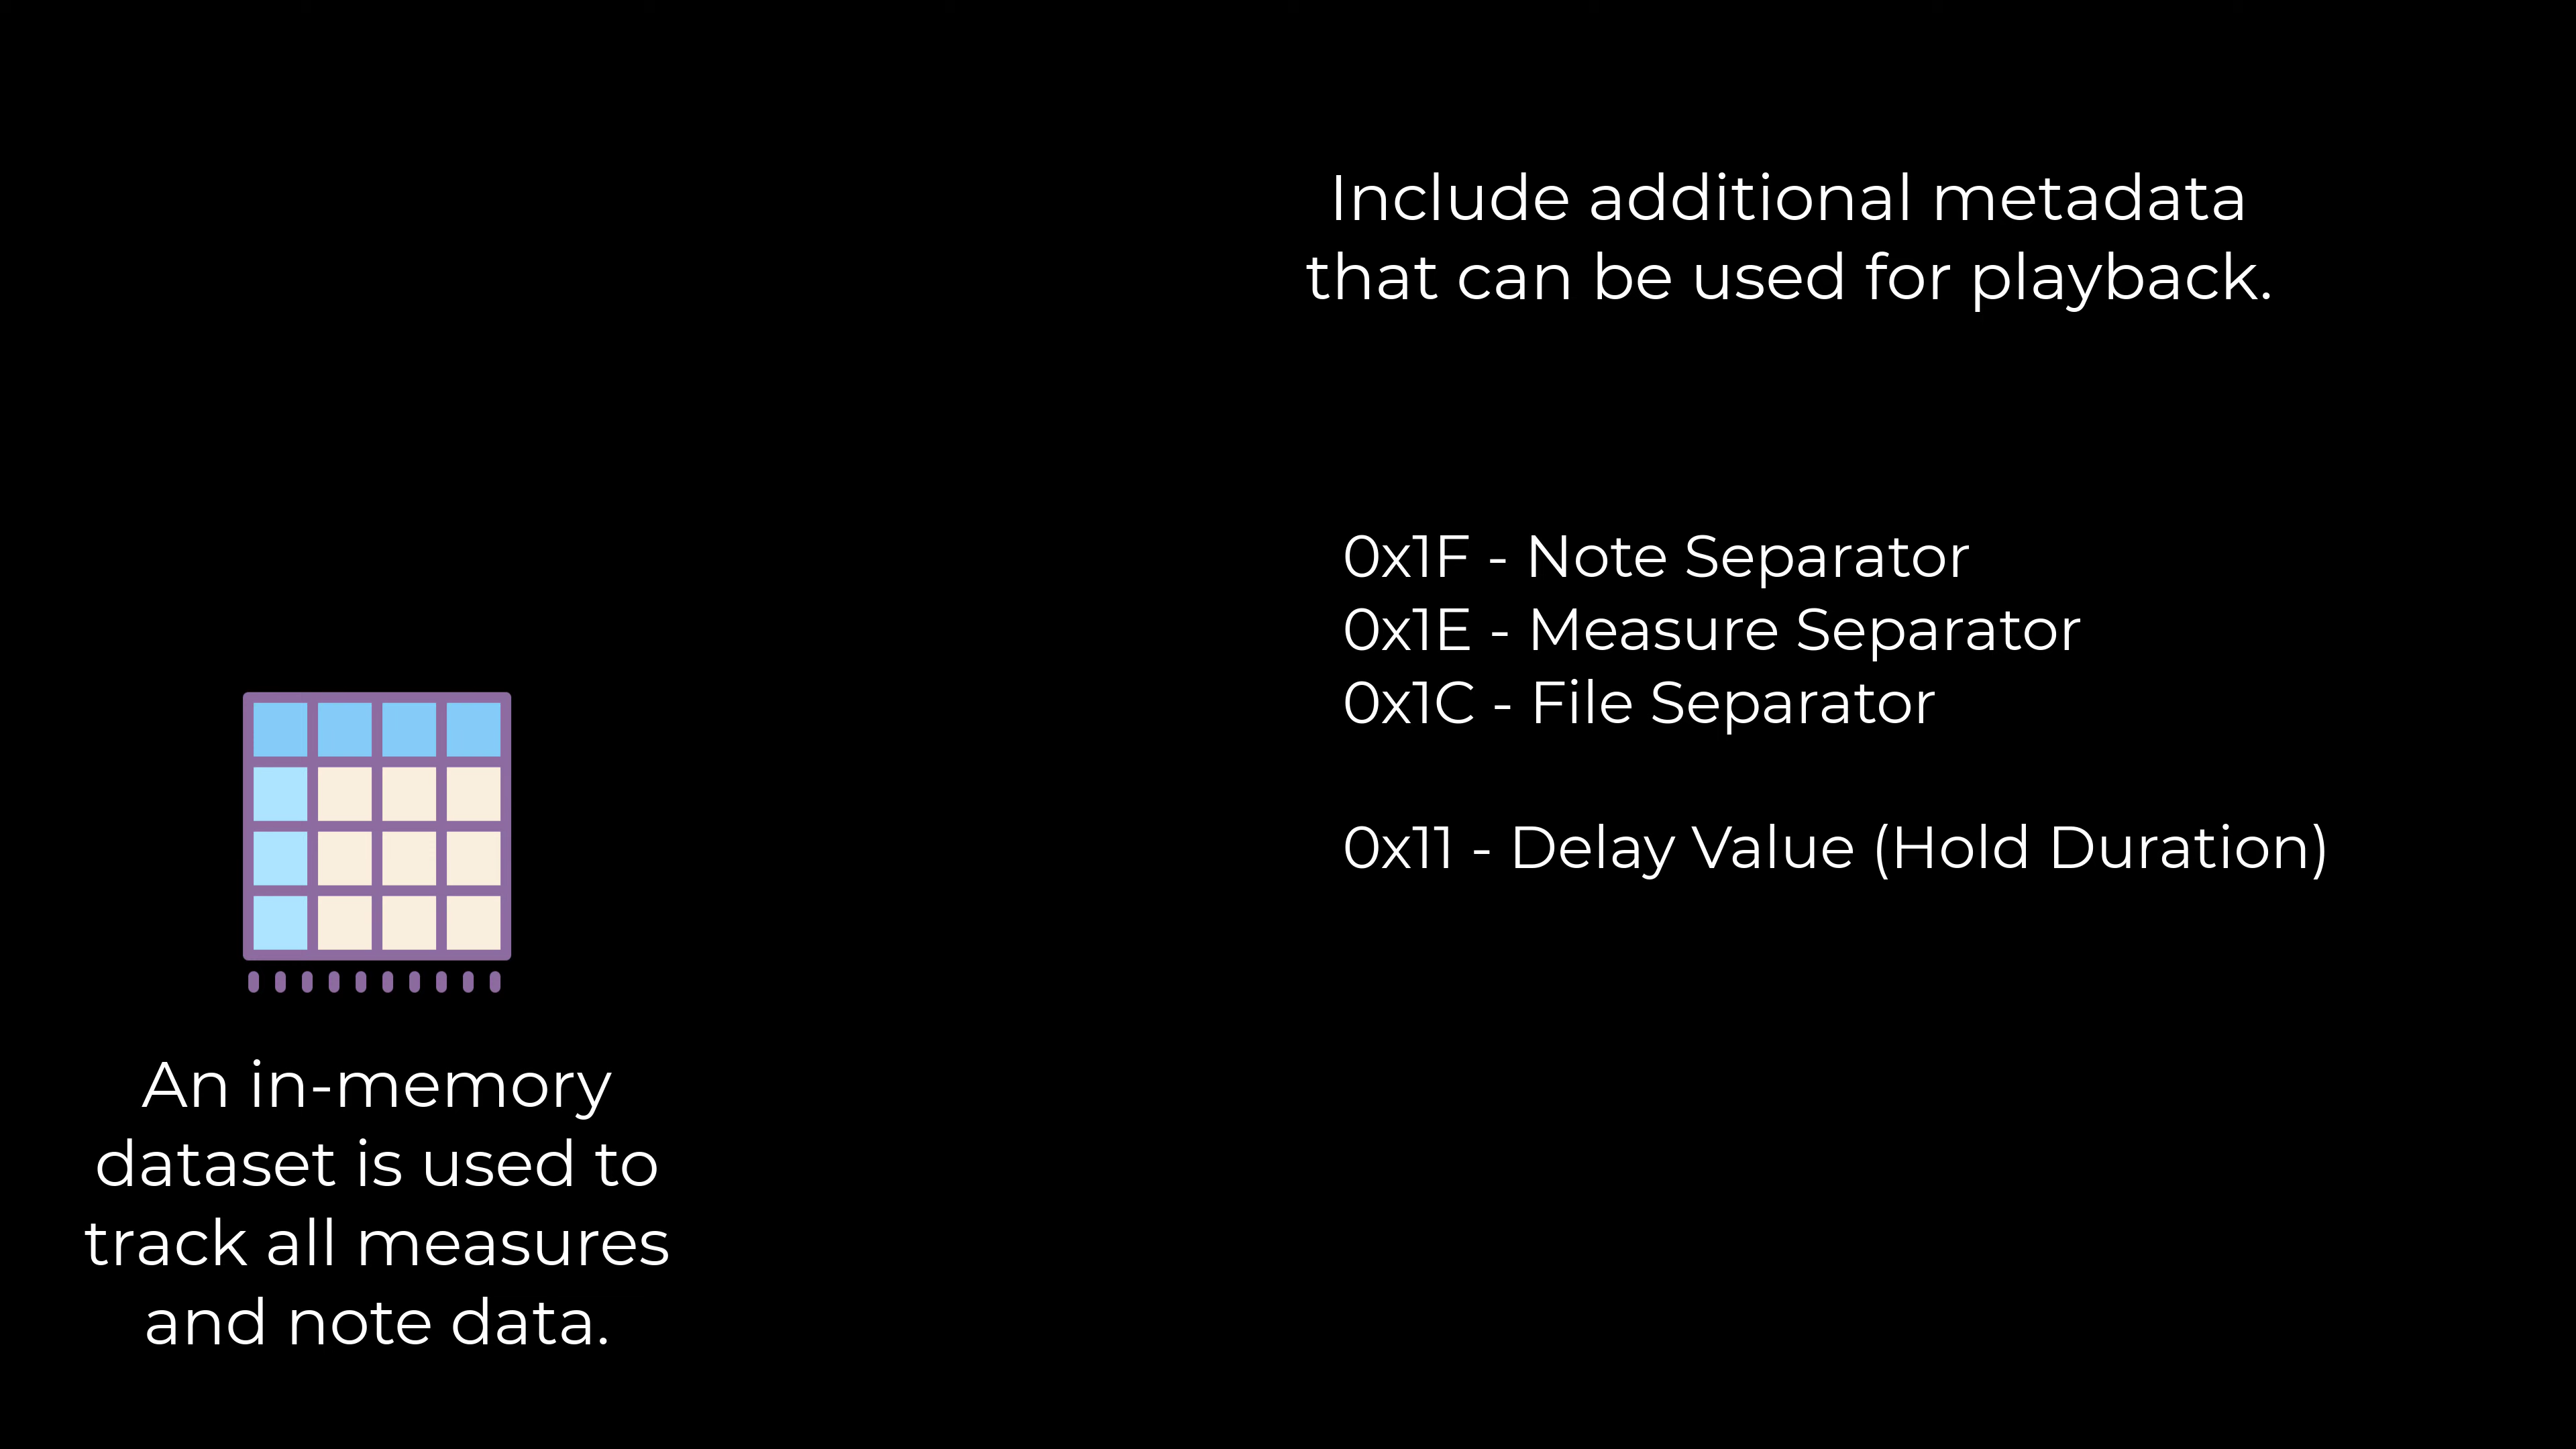 Include additional metadata
that can be used for playback.
0x1F - Note Separator
0x1E - Measure Separator
0x1C - File Separator
0x11 - Delay Value (Hold Duration)
An in-memory
dataset is used to
track all measures
and note data.